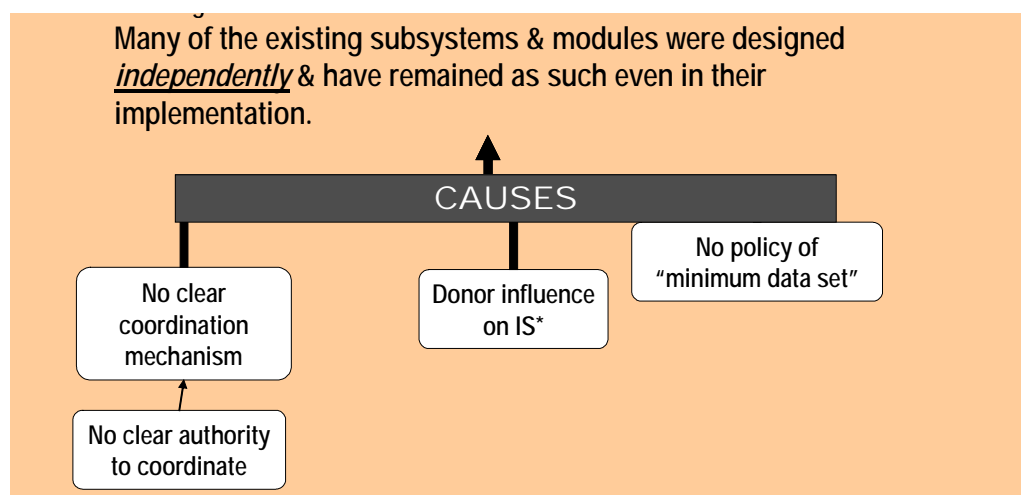 Many of the existing subsystems & modules were designed
independently & have remained as such even in their
implementation.
CAUSES
No policy of
“minimum data set”
No clear
coordination
mechanism
Donor influence
on IS*
No clear authority
to coordinate